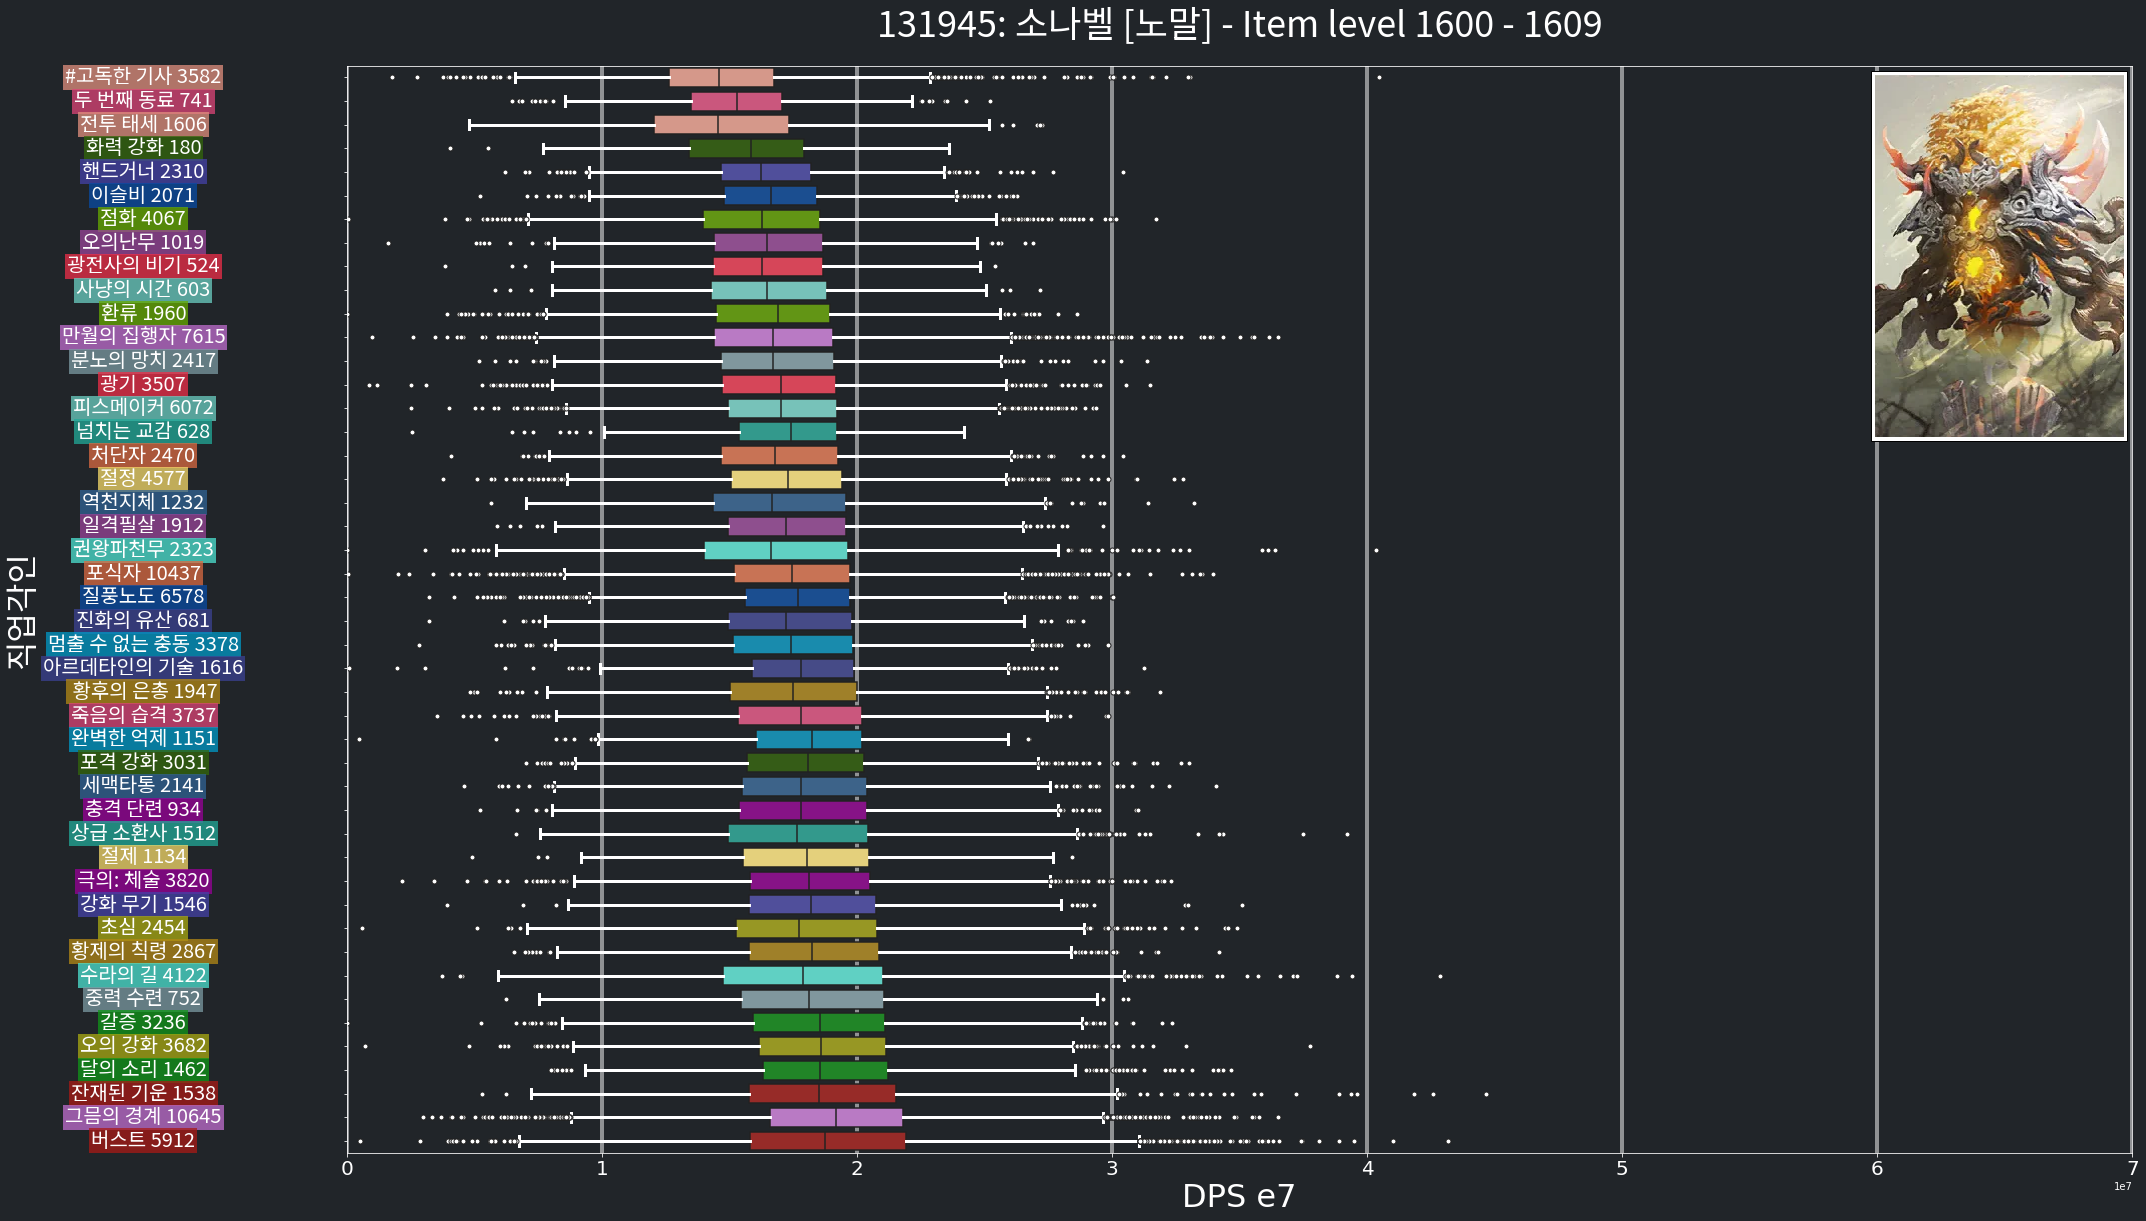 131945: 소나벨 [노말] - Item level 1600 - 1609
#고독한 기사 3582
두 번째 동료 741
전투 태세 1606
화력 강화 180
핸드거너 2310
이슬비 2071
점화 4067
오의난무 1019
광전사의 비기 524
사냥의 시간 603
환류 1960
만월의 집행자 7615
분노의 망치 2417
광기 3507
피스메이커 6072
넘치는 교감 628
처단자 2470
절정 4577
역천지체 1232
일격필살 1912
권왕파천무 2323
포식자 10437
질풍노도 6578
진화의 유산 681
멈출 수 없는 충동 3378
아르데타인의 기술 1616
황후의 은총 1947
죽음의 습격 3737
완벽한 억제 1151
포격 강화 3031
세맥타통 2141
충격 단련 934
상급 소환사 1512
절제 1134
극의: 체술 3820
강화 무기 1546
초심 2454
황제의 칙령 2867
수라의 길 4122
중력 수련 752
갈증 3236
오의 강화 3682
달의 소리 1462
잔재된 기운 1538
그믐의 경계 10645
버스트 5912
직업각인
0 1 2 3 4 5 6 7
1e7
DPS e7